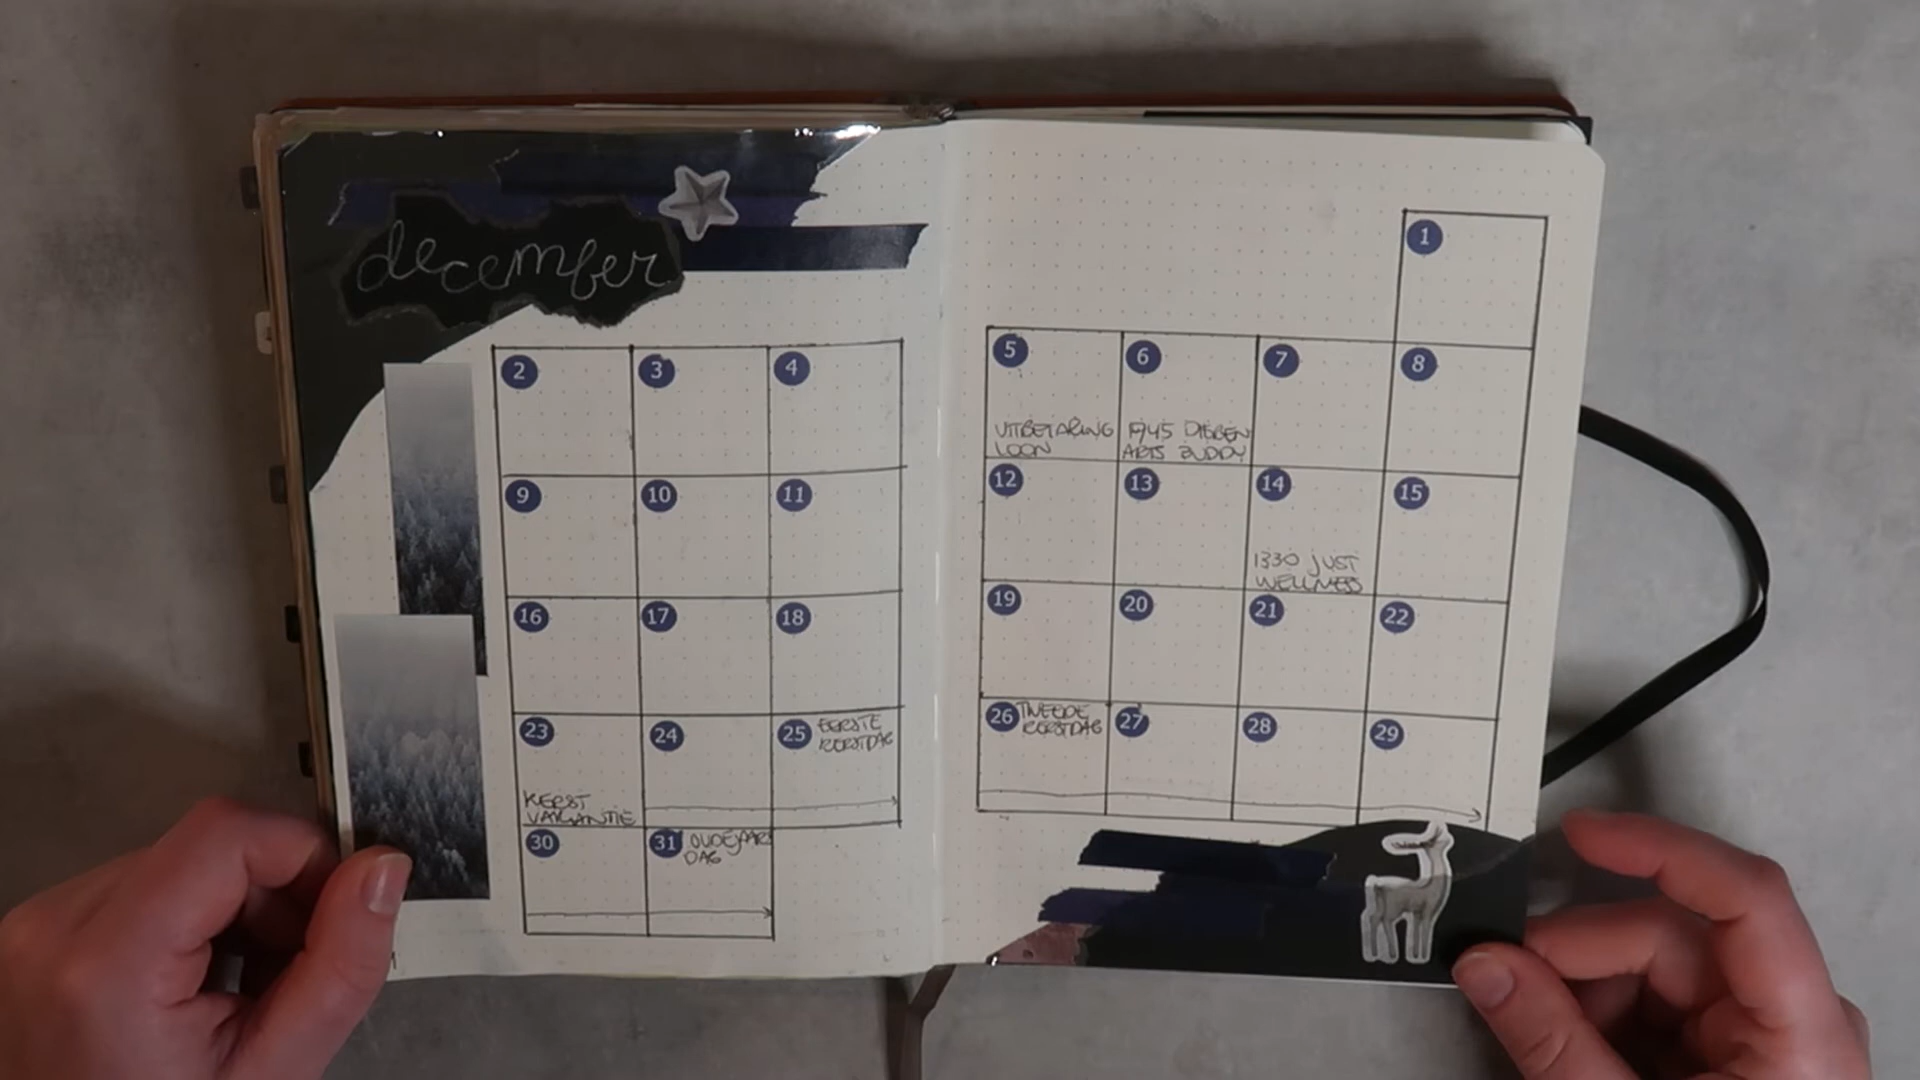 december
1
2
3
4
5
UITBETALING
LOON
6
1745 DIEREN
ARTS BUDDY
7
8
9
10
11
12
13
14
1330 JUST
WELLNESS
15
16
17
18
19
20
21
22
23
KERST
VAKANTIE
24
25 EERSTE
KERSTDAG
26 TWEEDE
KERSTDAG
27
28
29
30
31 OUDEJAARS
DAG